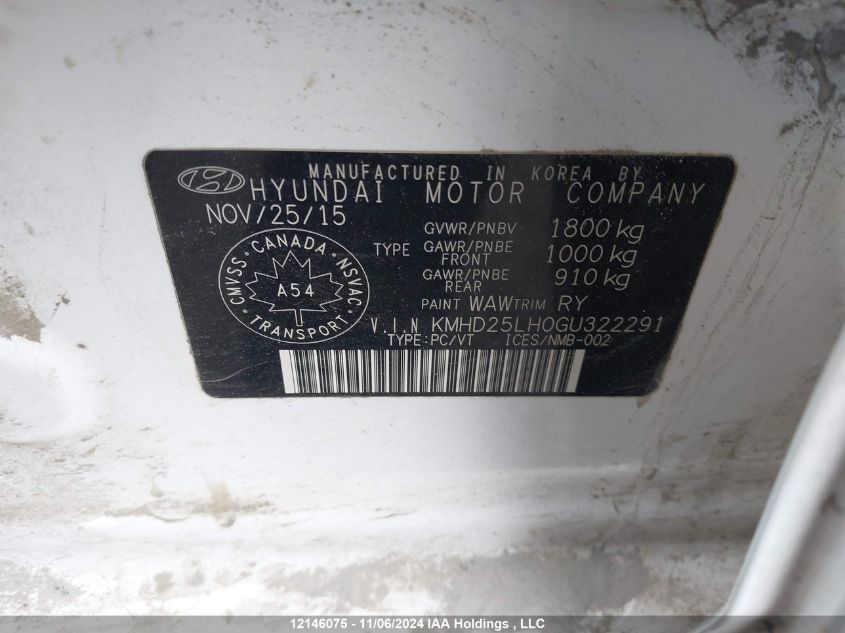 MANUFACTURED IN KOREA BY
HYUNDAI MOTOR COMPANY
NOV/25/15
GVWR/PNBV 1800 kg
TYPE GAWR/PNBE FRONT 1000 kg
GAWR/PNBE REAR 910 kg
CMVSS · CANADA · NSVAC
A54
TRANSPORT
PAINT WAW TRIM RY
V.I.N KMHD25LH0GU322291
TYPE:PC/VT ICES/NMB-002
12146075 - 11/06/2024 IAA Holdings , LLC